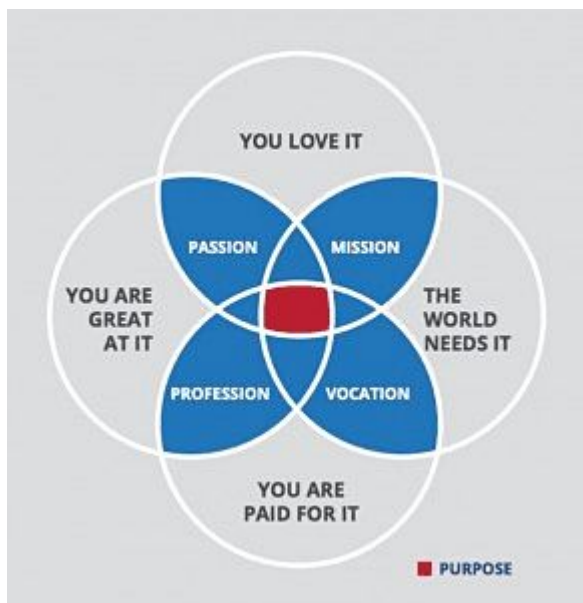 YOU LOVE IT
PASSION
MISSION
YOU ARE
GREAT
AT IT
THE
WORLD
NEEDS IT
PROFESSION
VOCATION
YOU ARE
PAID FOR IT
PURPOSE